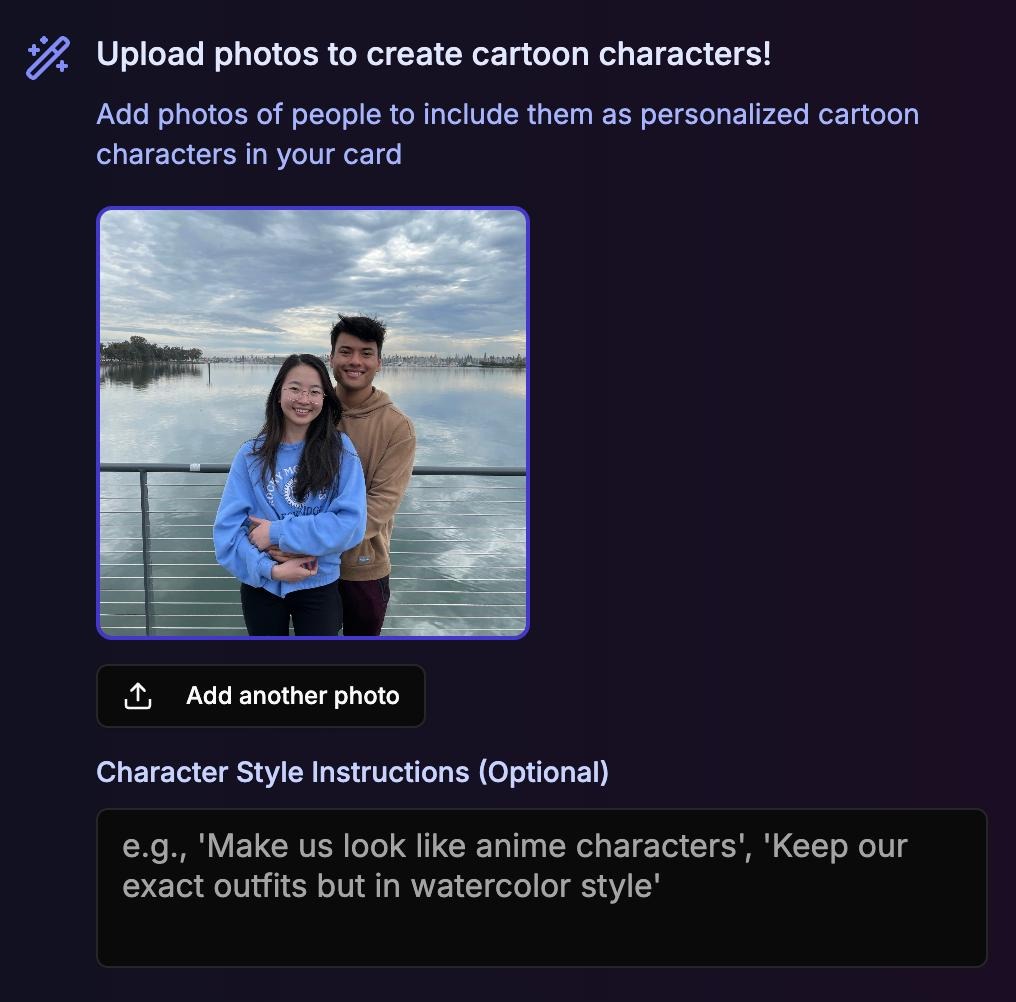 Upload photos to create cartoon characters!
Add photos of people to include them as personalized cartoon
characters in your card
Add another photo
Character Style Instructions (Optional)
e.g., 'Make us look like anime characters', 'Keep our
exact outfits but in watercolor style'